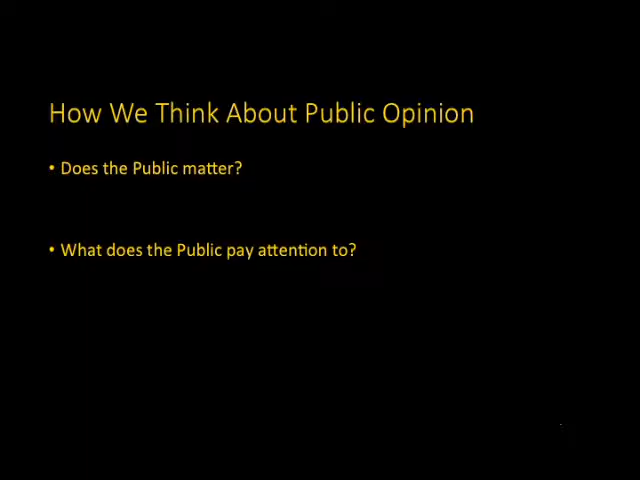 How We Think About Public Opinion
• Does the Public matter?
• What does the Public pay attention to?